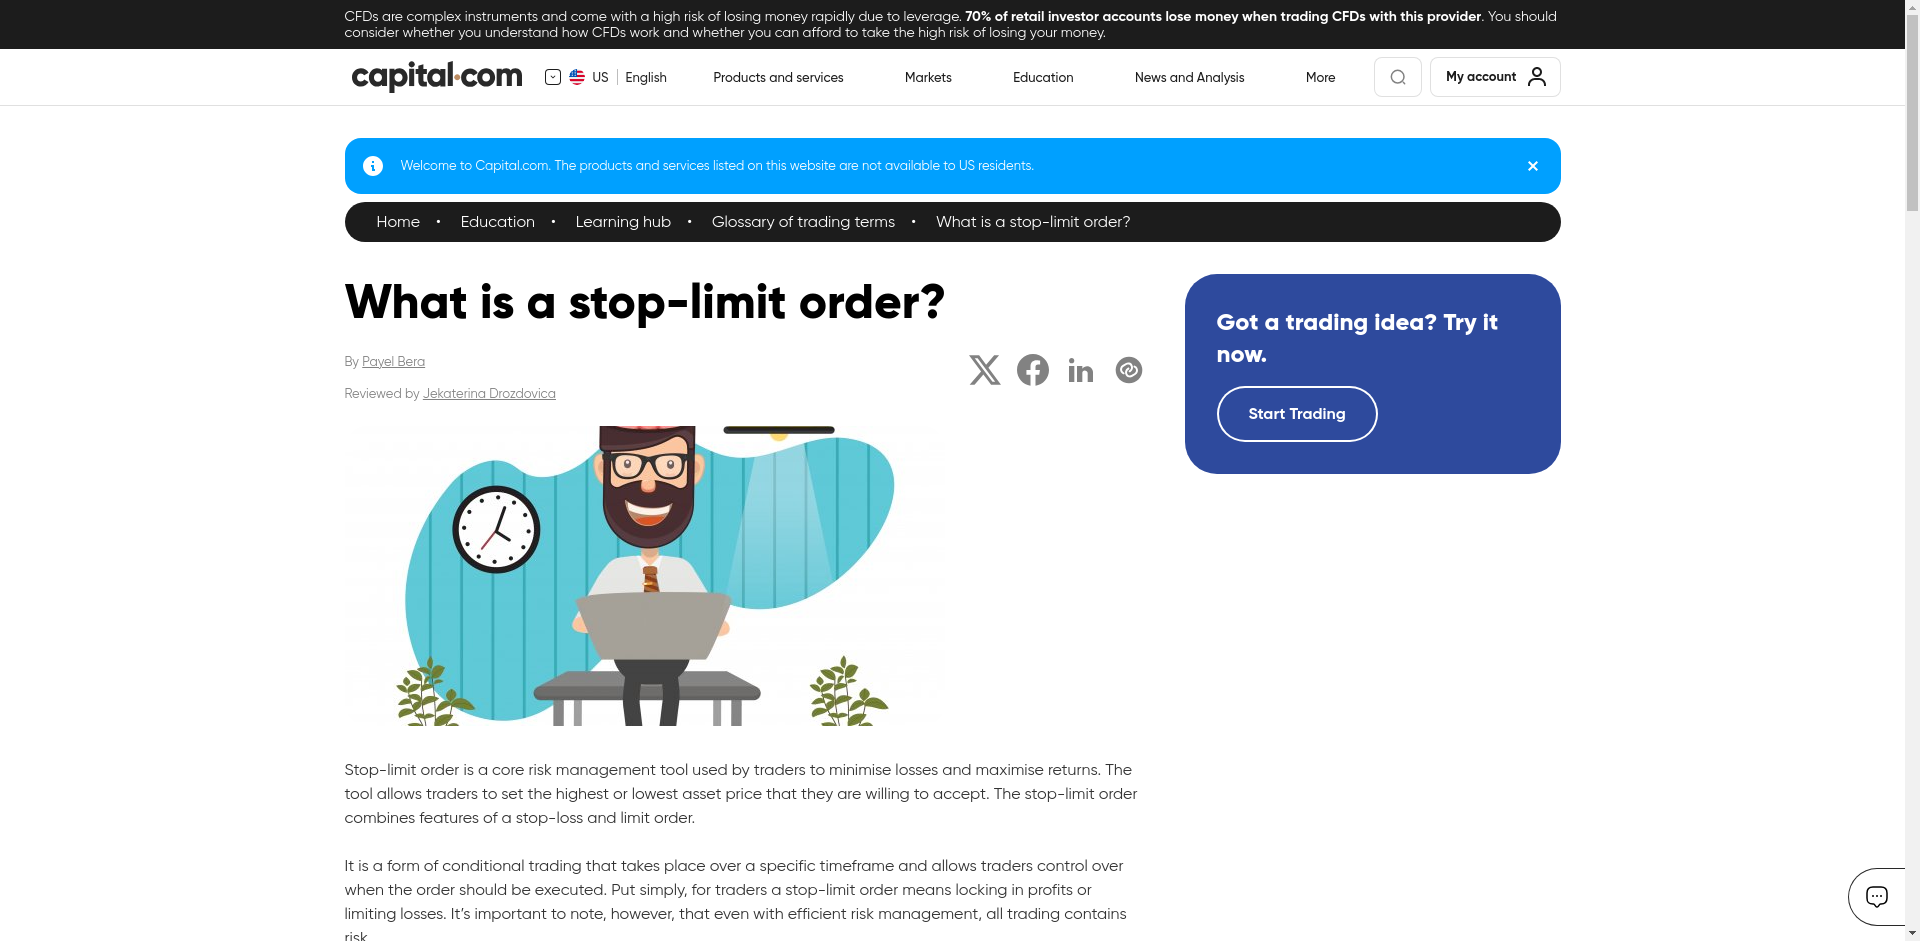 CFDs are complex instruments and come with a high risk of losing money rapidly due to leverage. 70% of retail investor accounts lose money when trading CFDs with this provider. You should
consider whether you understand how CFDs work and whether you can afford to take the high risk of losing your money.
capital.com
US
English
Products and services
Markets
Education
News and Analysis
More
My account
Welcome to Capital.com. The products and services listed on this website are not available to US residents.
Home • Education • Learning hub • Glossary of trading terms • What is a stop-limit order?
What is a stop-limit order?
By Payel Bera
Reviewed by Jekaterina Drozdovica
Got a trading idea? Try it
now.
Start Trading
Stop-limit order is a core risk management tool used by traders to minimise losses and maximise returns. The
tool allows traders to set the highest or lowest asset price that they are willing to accept. The stop-limit order
combines features of a stop-loss and limit order.
It is a form of conditional trading that takes place over a specific timeframe and allows traders control over
when the order should be executed. Put simply, for traders a stop-limit order means locking in profits or
limiting losses. It’s important to note, however, that even with efficient risk management, all trading contains
risk.